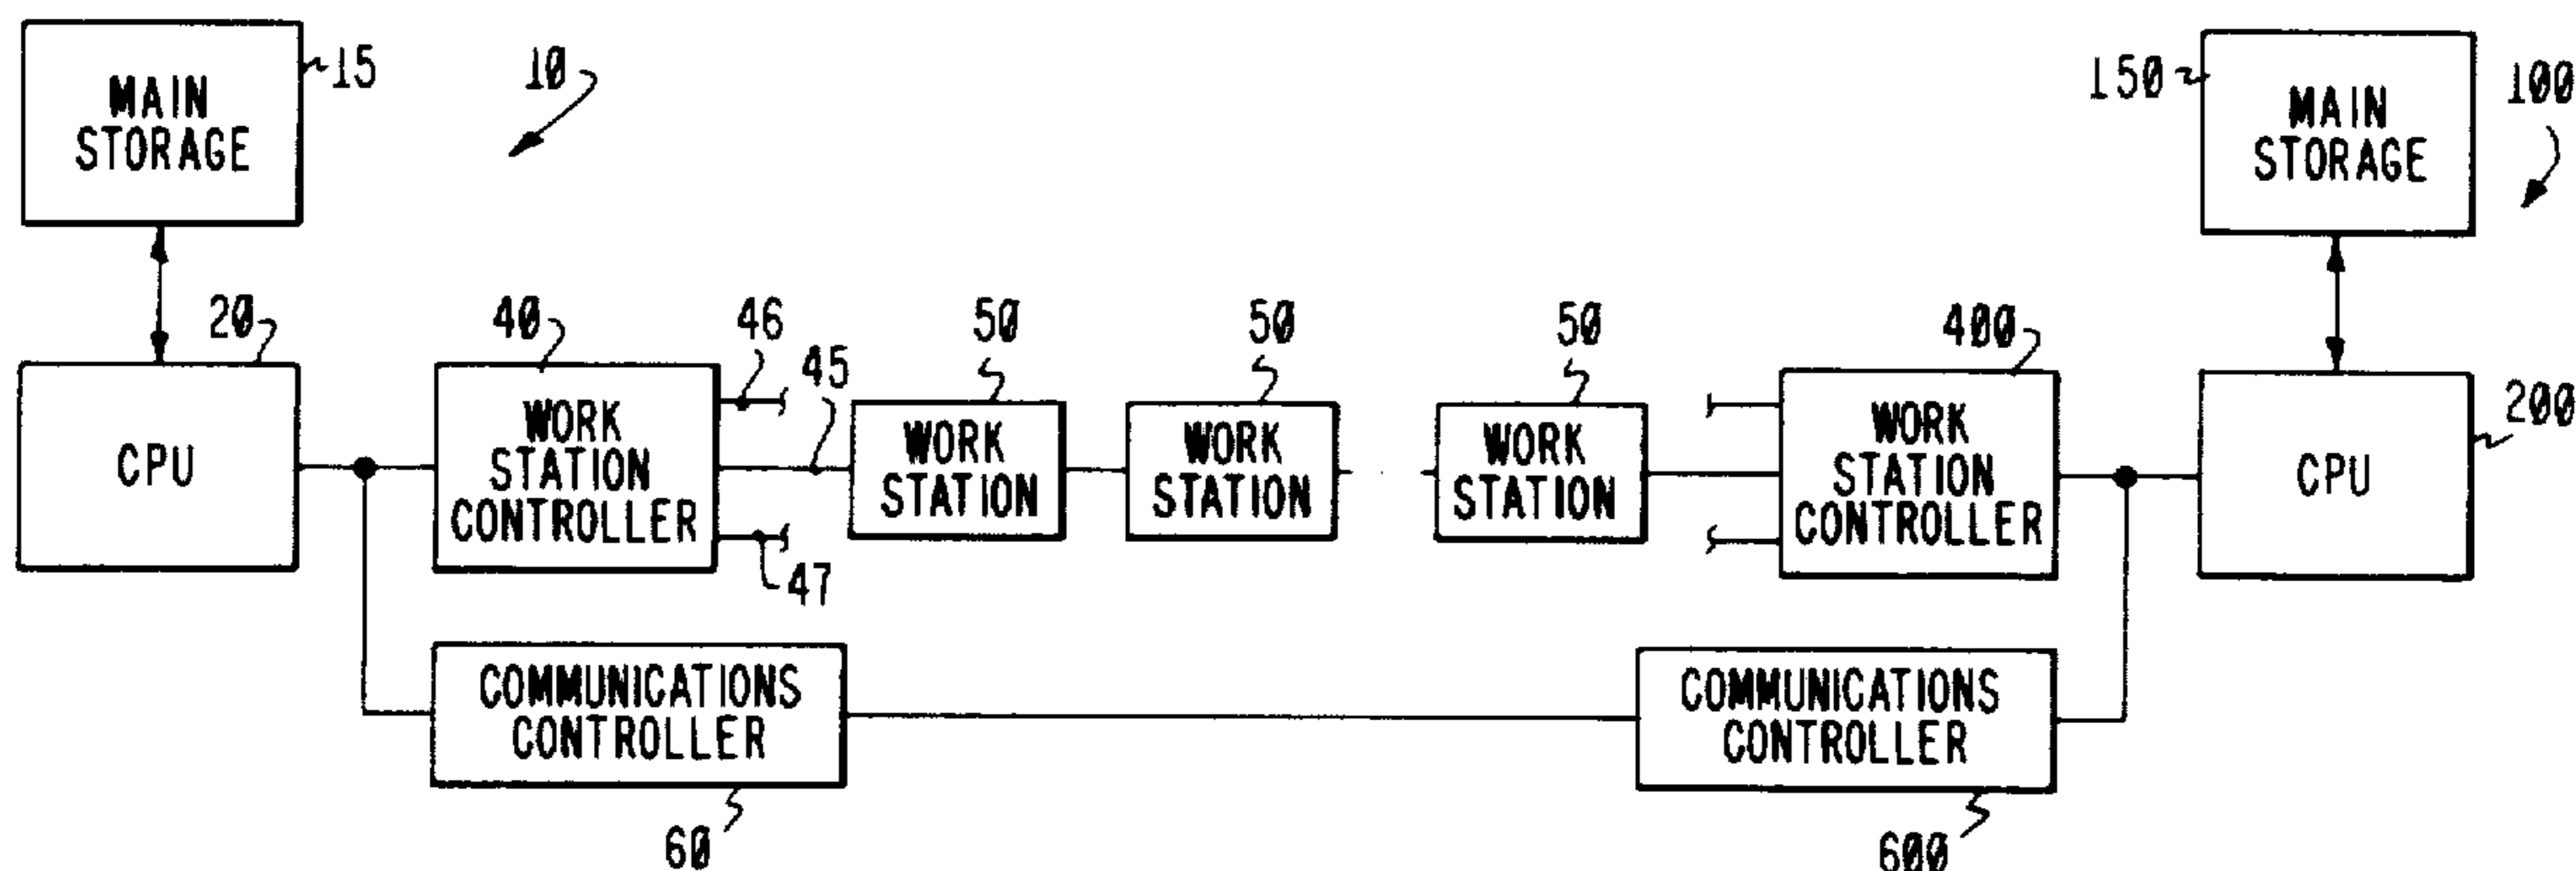 MAIN
STORAGE
15
10
150
MAIN
STORAGE
100
20
40
46
45
50
50
50
400
200
CPU
WORK
STATION
CONTROLLER
WORK
STATION
WORK
STATION
WORK
STATION
WORK
STATION
CONTROLLER
CPU
47
COMMUNICATIONS
CONTROLLER
COMMUNICATIONS
CONTROLLER
60
600